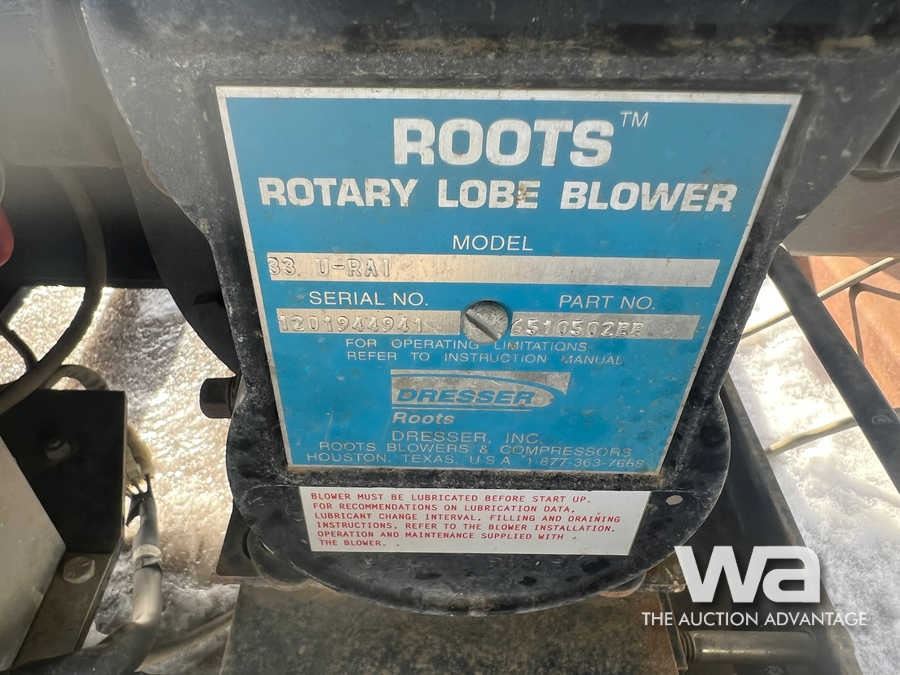 ROOTS™
ROTARY LOBE BLOWER
MODEL
33 U-RAI
SERIAL NO. PART NO.
1201944941
FOR OPERATING LIMITATIONS
REFER TO INSTRUCTION MANUAL
DRESSER
Roots
DRESSER, INC.
ROOTS BLOWERS & COMPRESSORS
HOUSTON, TEXAS, U.S.A. 1-877-363-7668
BLOWER MUST BE LUBRICATED BEFORE START UP.
FOR RECOMMENDATIONS ON LUBRICATION DATA,
LUBRICANT CHANGE INTERVAL, FILLING AND DRAINING
INSTRUCTIONS, REFER TO THE BLOWER INSTALLATION,
OPERATION AND MAINTENANCE SUPPLIED WITH
THE BLOWER.
wa
THE AUCTION ADVANTAGE